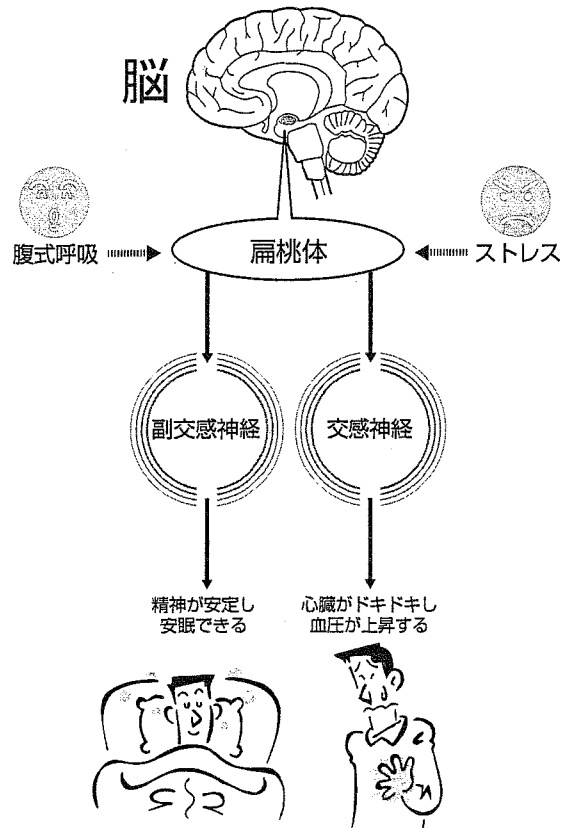 脳
腹式呼吸
扁桃体
ストレス
副交感神経
交感神経
精神が安定し
安眠できる
心臓がドキドキし
血圧が上昇する